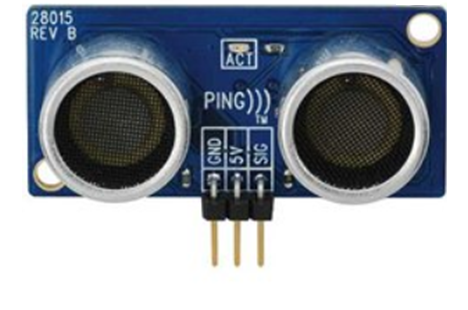 28015
REV B
ACT
PING)))
TM
GND
5V
SIG